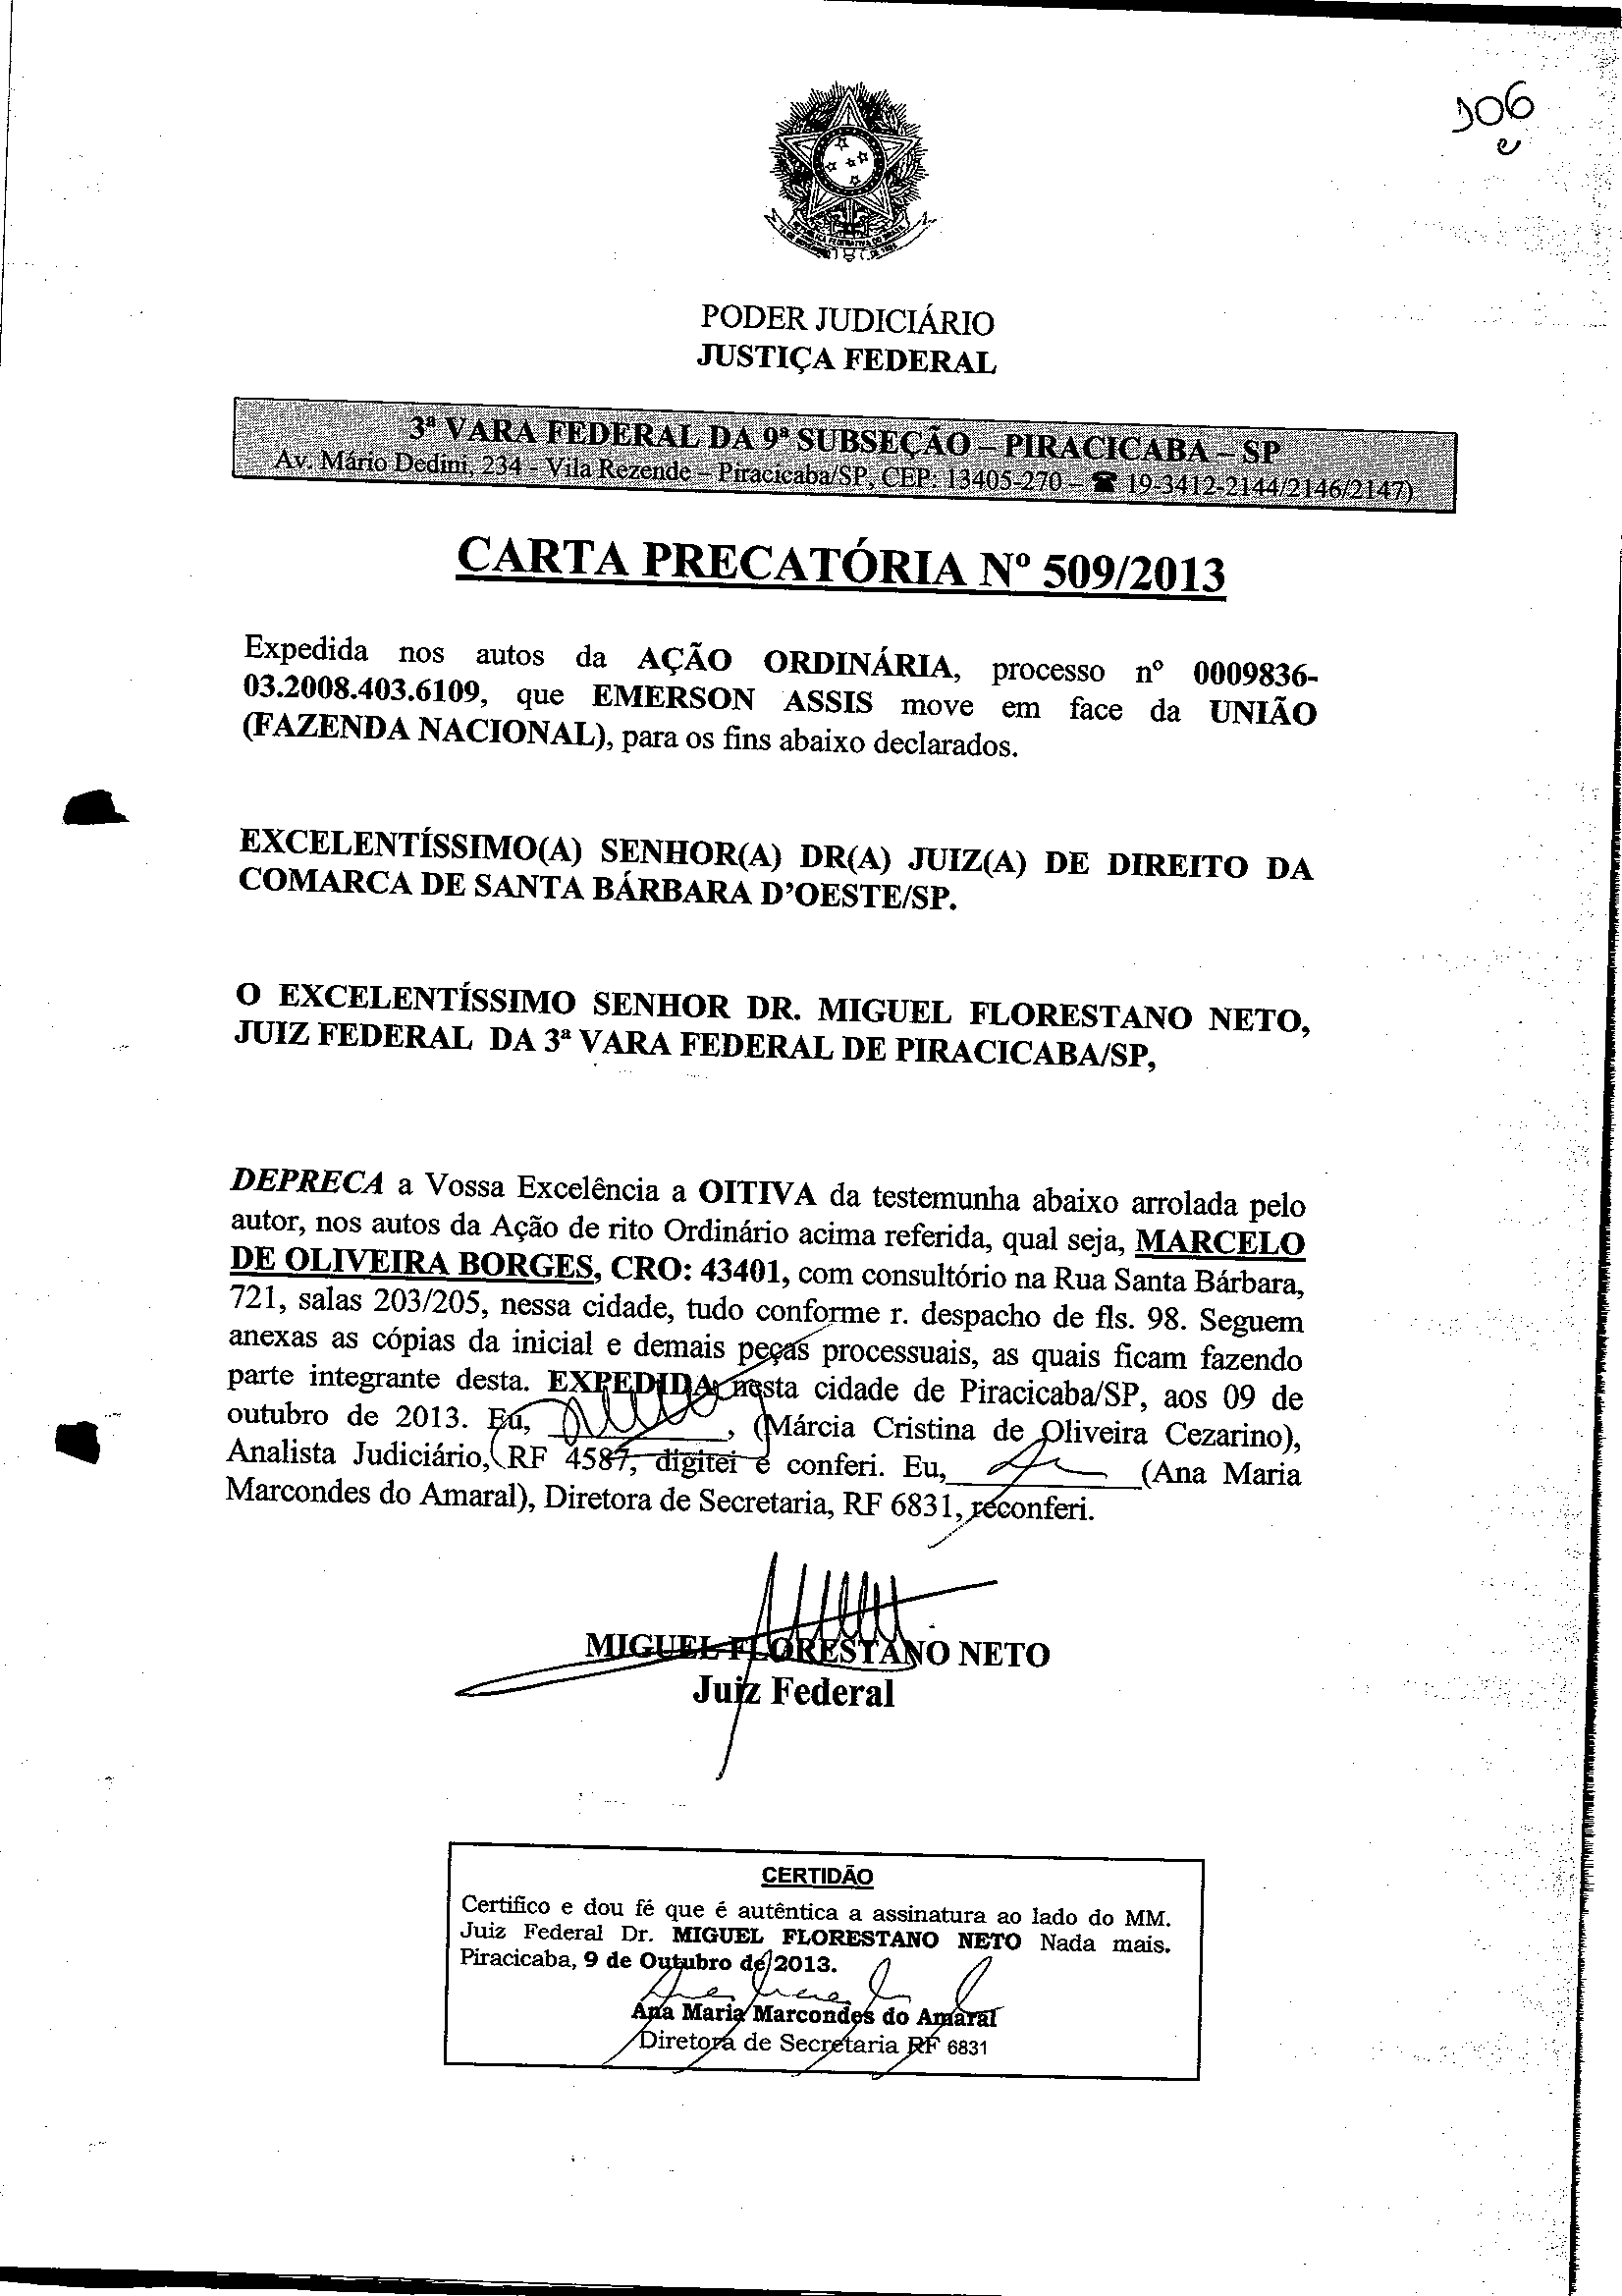 106
PODER JUDICIÁRIO
JUSTIÇA FEDERAL
3ª VARA FEDERAL DA 9ª SUBSEÇÃO – PIRACICABA – SP
Av. Mário Dedini, 234 - Vila Rezende – Piracicaba/SP, CEP: 13405-270 – ☎ 19-3412-2144/2146/2147)
CARTA PRECATÓRIA Nº 509/2013
Expedida nos autos da AÇÃO ORDINÁRIA, processo nº 0009836-
03.2008.403.6109, que EMERSON ASSIS move em face da UNIÃO
(FAZENDA NACIONAL), para os fins abaixo declarados.
EXCELENTÍSSIMO(A) SENHOR(A) DR(A) JUIZ(A) DE DIREITO DA
COMARCA DE SANTA BÁRBARA D’OESTE/SP.
O EXCELENTÍSSIMO SENHOR DR. MIGUEL FLORESTANO NETO,
JUIZ FEDERAL DA 3ª VARA FEDERAL DE PIRACICABA/SP,
DEPRECA a Vossa Excelência a OITIVA da testemunha abaixo arrolada pelo
autor, nos autos da Ação de rito Ordinário acima referida, qual seja, MARCELO
DE OLIVEIRA BORGES, CRO: 43401, com consultório na Rua Santa Bárbara,
721, salas 203/205, nessa cidade, tudo conforme r. despacho de fls. 98. Seguem
anexas as cópias da inicial e demais peças processuais, as quais ficam fazendo
parte integrante desta. EXPEDIDA nesta cidade de Piracicaba/SP, aos 09 de
outubro de 2013. Eu, , (Márcia Cristina de Oliveira Cezarino),
Analista Judiciário, RF 4587, digitei e conferi. Eu, (Ana Maria
Marcondes do Amaral), Diretora de Secretaria, RF 6831, reconferi.
MIGUEL FLORESTANO NETO
Juiz Federal
CERTIDÃO
Certifico e dou fé que é autêntica a assinatura ao lado do MM.
Juiz Federal Dr. MIGUEL FLORESTANO NETO Nada mais.
Piracicaba, 9 de Outubro de 2013.
Ana Maria Marcondes do Amaral
Diretora de Secretaria RF 6831